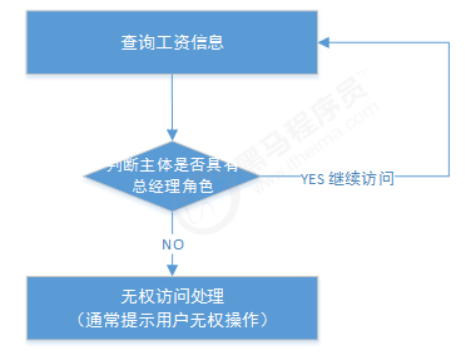 查询工资信息
判断主体是否具有
总经理角色
YES 继续访问
NO
无权访问处理
（通常提示用户无权操作）
黑马程序员
www.itheima.com